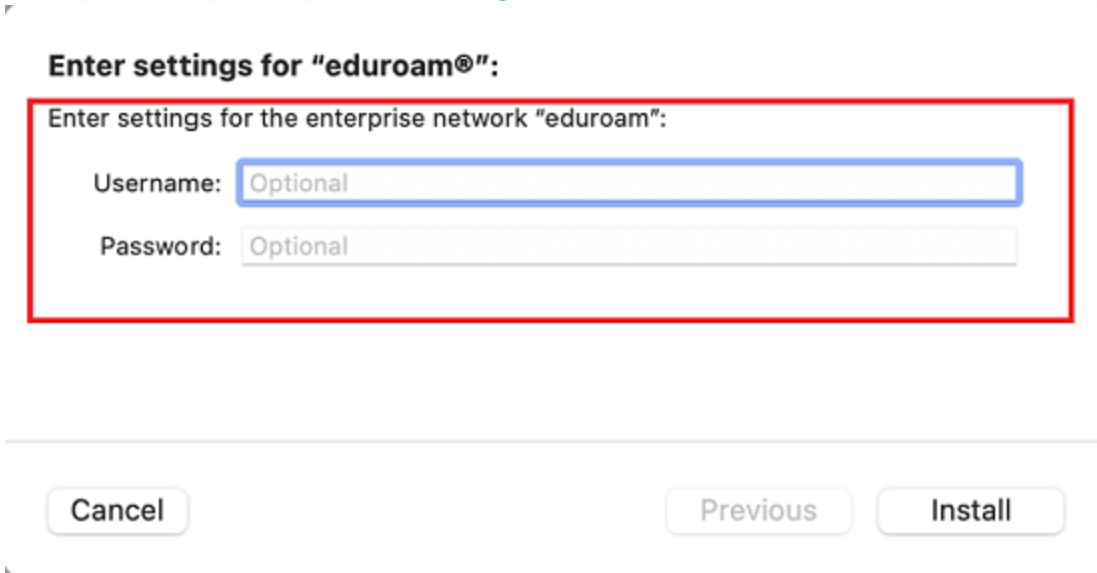 Enter settings for “eduroam®”:
Enter settings for the enterprise network “eduroam”:
Username: Optional
Password: Optional
Cancel Previous Install